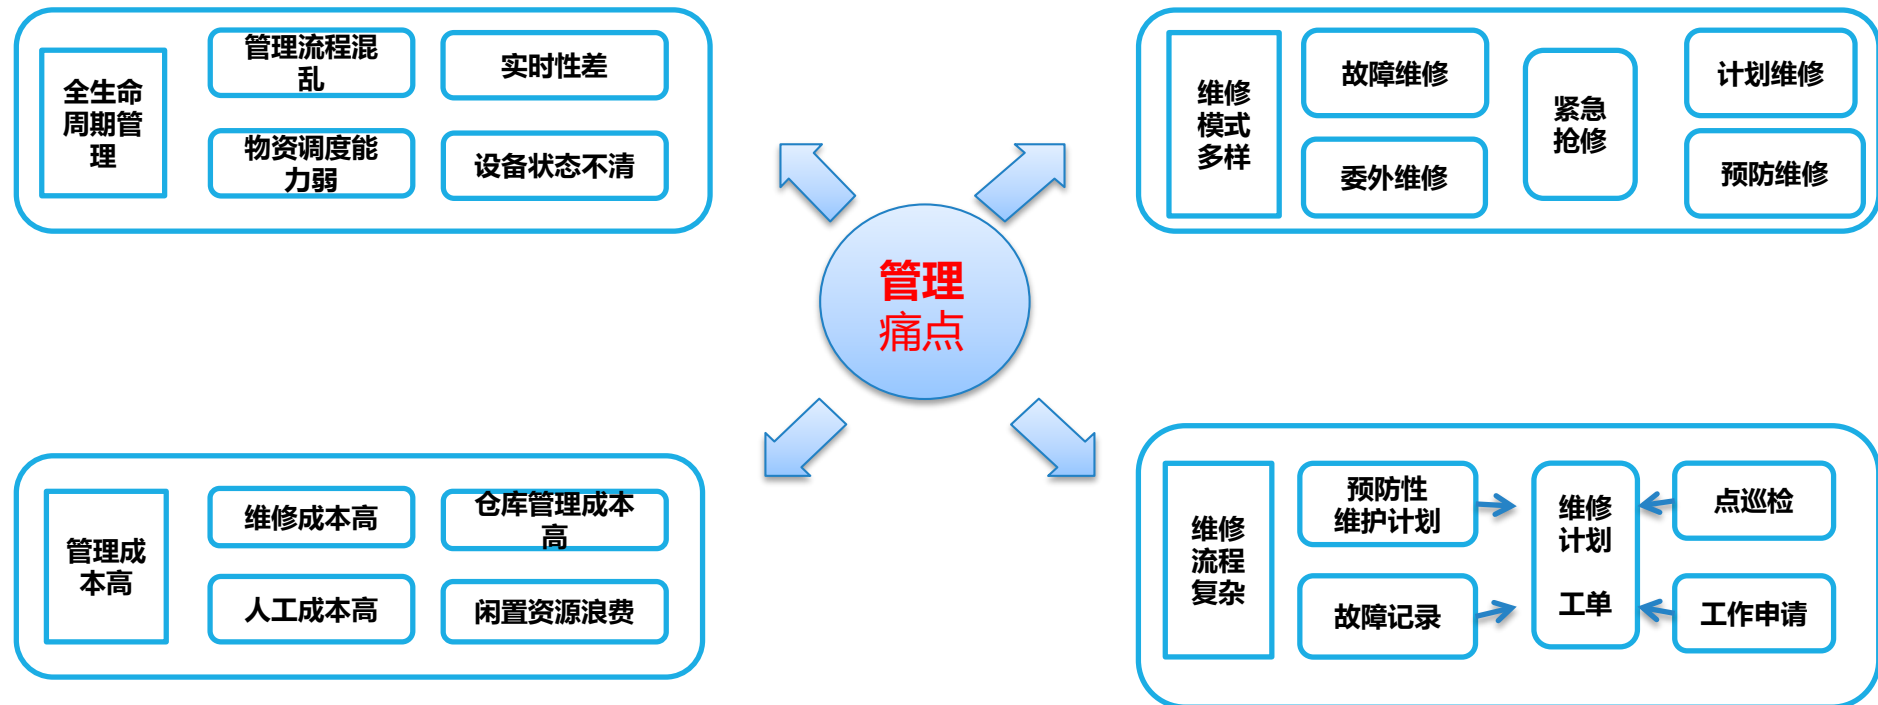 全生命
周期管
理
管理流程混
乱
实时性差
物资调度能
力弱
设备状态不清
维修
模式
多样
故障维修
委外维修
紧急
抢修
计划维修
预防维修
管理
痛点
管理成
本高
维修成本高
仓库管理成本
高
人工成本高
闲置资源浪费
维修
流程
复杂
预防性
维护计划
故障记录
维修
计划
工单
点巡检
工作申请